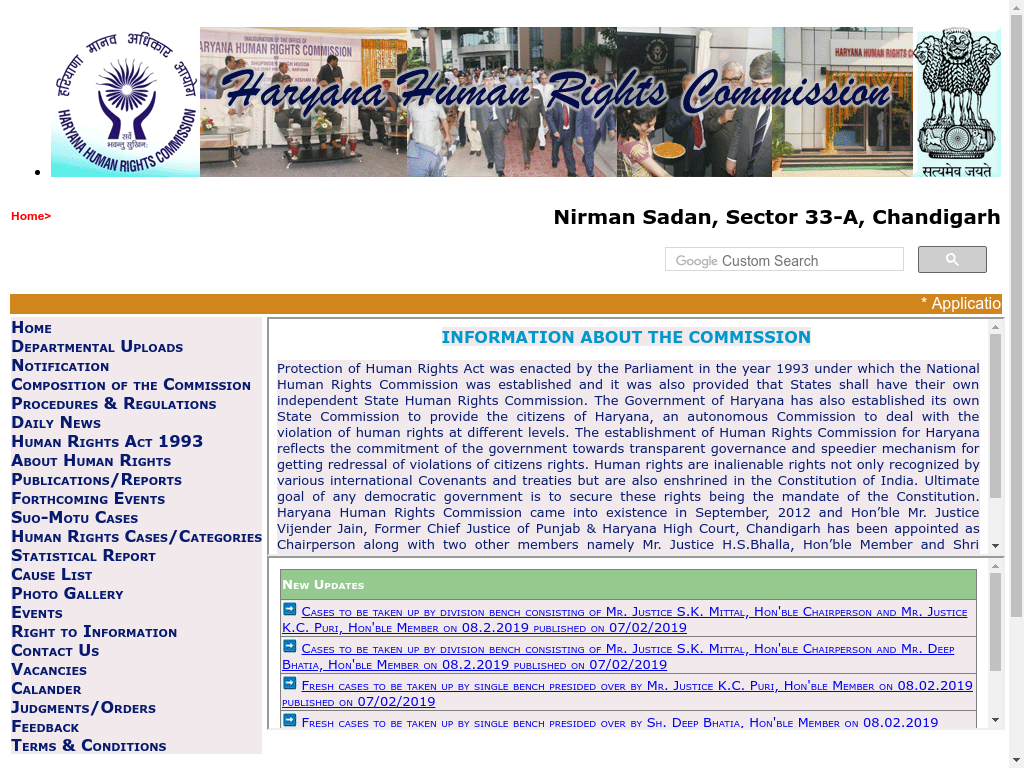 हरियाणा मानव अधिकार आयोग
सर्वे
भवन्तु सुखिनः
HARYANA HUMAN RIGHTS COMMISSION
INAUGURATION OF THE OFFICE OF
ARYANA HUMAN RIGHTS COMMISSION
HARYANA HUMAN RIGHTS C
Haryana Human Rights Commission
सत्यमेव जयते
Home>
Nirman Sadan, Sector 33-A, Chandigarh
Google Custom Search
* Applicatio
Home
Departmental Uploads
Notification
Composition of the Commission
Procedures & Regulations
Daily News
Human Rights Act 1993
About Human Rights
Publications/Reports
Forthcoming Events
Suo-Motu Cases
Human Rights Cases/Categories
Statistical Report
Cause List
Photo Gallery
Events
Right to Information
Contact Us
Vacancies
Calander
Judgments/Orders
Feedback
Terms & Conditions
INFORMATION ABOUT THE COMMISSION
Protection of Human Rights Act was enacted by the Parliament in the year 1993 under which the National
Human Rights Commission was established and it was also provided that States shall have their own
independent State Human Rights Commission. The Government of Haryana has also established its own
State Commission to provide the citizens of Haryana, an autonomous Commission to deal with the
violation of human rights at different levels. The establishment of Human Rights Commission for Haryana
reflects the commitment of the government towards transparent governance and speedier mechanism for
getting redressal of violations of citizens rights. Human rights are inalienable rights not only recognized by
various international Covenants and treaties but are also enshrined in the Constitution of India. Ultimate
goal of any democratic government is to secure these rights being the mandate of the Constitution.
Haryana Human Rights Commission came into existence in September, 2012 and Hon’ble Mr. Justice
Vijender Jain, Former Chief Justice of Punjab & Haryana High Court, Chandigarh has been appointed as
Chairperson along with two other members namely Mr. Justice H.S.Bhalla, Hon’ble Member and Shri
New Updates
Cases to be taken up by division bench consisting of Mr. Justice S.K. Mittal, Hon'ble Chairperson and Mr. Justice
K.C. Puri, Hon'ble Member on 08.2.2019 published on 07/02/2019
Cases to be taken up by division bench consisting of Mr. Justice S.K. Mittal, Hon'ble Chairperson and Mr. Deep
Bhatia, Hon'ble Member on 08.2.2019 published on 07/02/2019
Fresh cases to be taken up by single bench presided over by Mr. Justice K.C. Puri, Hon'ble Member on 08.02.2019
published on 07/02/2019
Fresh cases to be taken up by single bench presided over by Sh. Deep Bhatia, Hon'ble Member on 08.02.2019